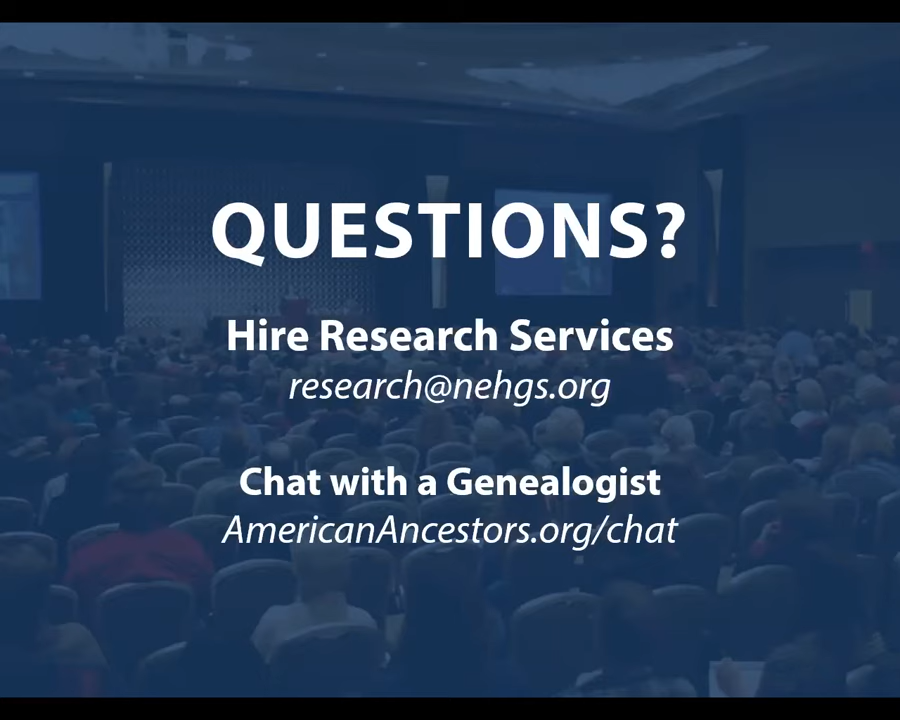 QUESTIONS?
Hire Research Services
research@nehgs.org
Chat with a Genealogist
AmericanAncestors.org/chat